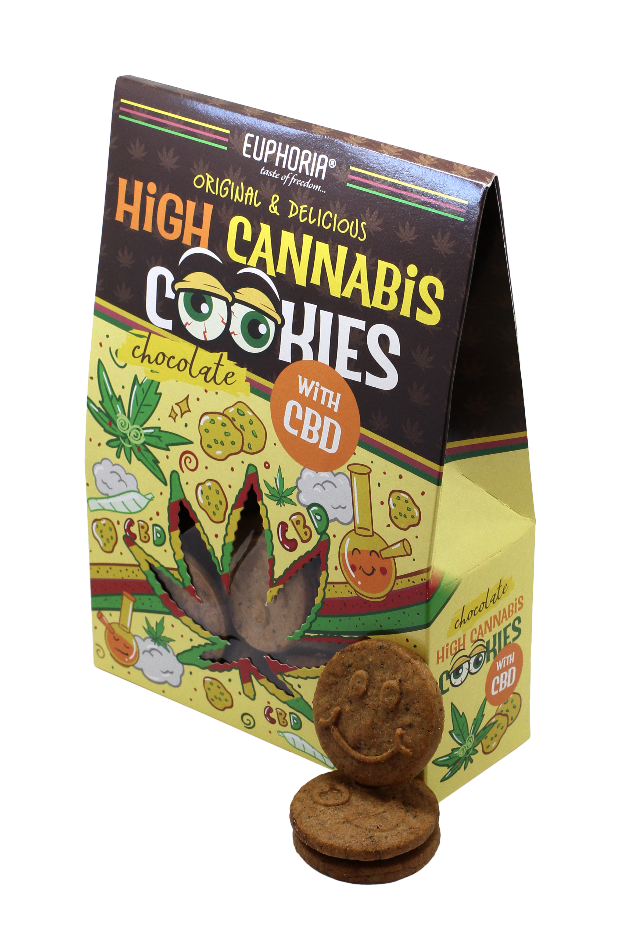 EUPHORIA®
taste of freedom...
ORIGINAL & DELICIOUS
HiGH CANNABiS
COOKIES
chocolate
WiTH
CBD
CBD
CBD
CBD
chocolate
HiGH CANNABiS
COOKIES
WiTH
CBD